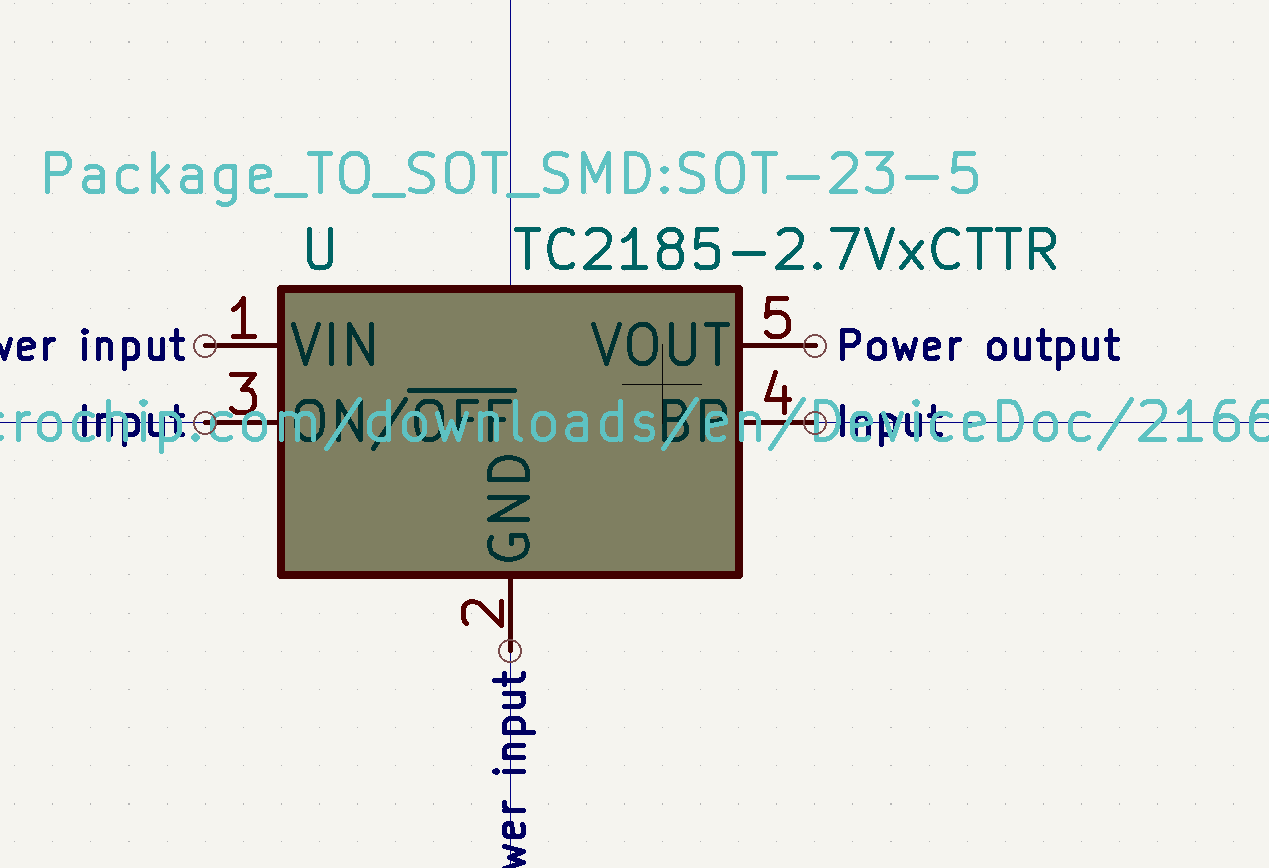 Package_TO_SOT_SMD:SOT-23-5
U TC2185-2.7VxCTTR
1 5
wer input VIN VOUT Power output
3 4
Input ON/OFF BP Input
crochip.com/downloads/en/DeviceDoc/2166
GND
2
wer input